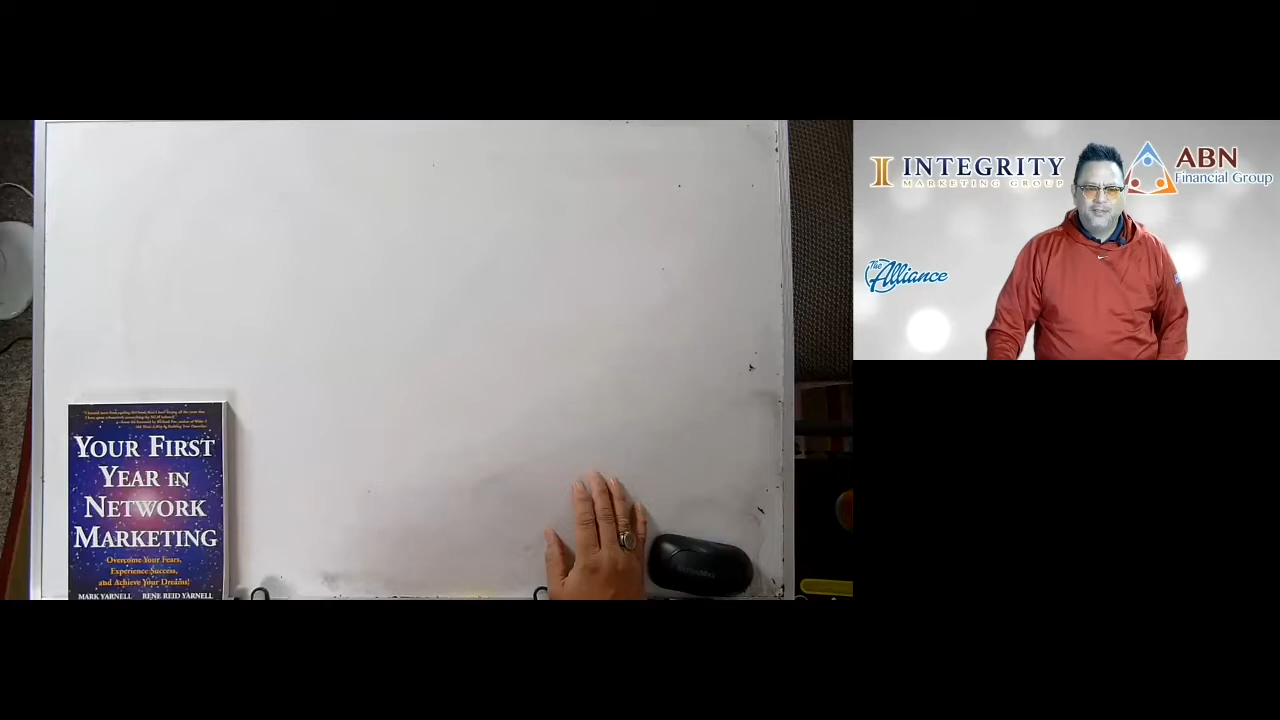 YOUR FIRST
YEAR IN
NETWORK
MARKETING
Overcome Your Fears,
Experience Success,
and Achieve Your Dreams!
MARK YARNELL RENE REID YARNELL
INTEGRITY
MARKETING GROUP
ABN
Financial Group
The Alliance